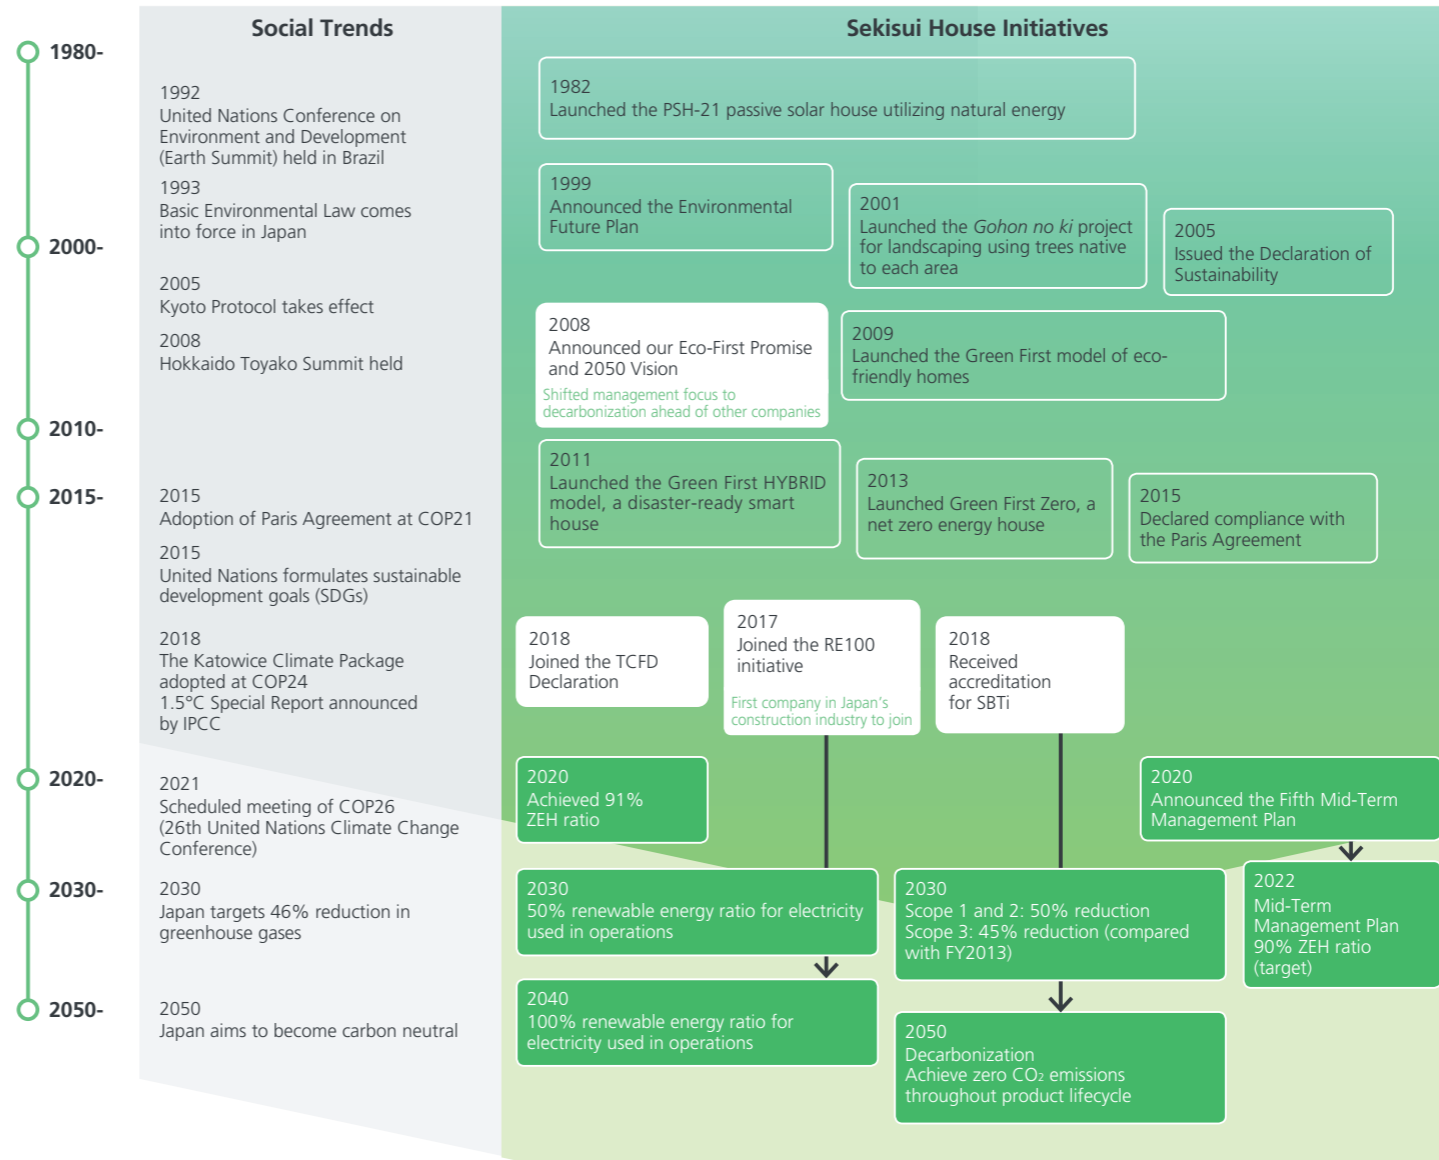 Social Trends
Sekisui House Initiatives
1980-
2000-
2010-
2015-
2020-
2030-
2050-
1992
United Nations Conference on
Environment and Development
(Earth Summit) held in Brazil
1993
Basic Environmental Law comes
into force in Japan
2005
Kyoto Protocol takes effect
2008
Hokkaido Toyako Summit held
2015
Adoption of Paris Agreement at COP21
2015
United Nations formulates sustainable
development goals (SDGs)
2018
The Katowice Climate Package
adopted at COP24
1.5°C Special Report announced
by IPCC
2021
Scheduled meeting of COP26
(26th United Nations Climate Change
Conference)
2030
Japan targets 46% reduction in
greenhouse gases
2050
Japan aims to become carbon neutral
1982
Launched the PSH-21 passive solar house utilizing natural energy
1999
Announced the Environmental
Future Plan
2001
Launched the Gohon no ki project
for landscaping using trees native
to each area
2005
Issued the Declaration of
Sustainability
2008
Announced our Eco-First Promise
and 2050 Vision
Shifted management focus to
decarbonization ahead of other companies
2009
Launched the Green First model of eco-
friendly homes
2011
Launched the Green First HYBRID
model, a disaster-ready smart
house
2013
Launched Green First Zero, a
net zero energy house
2015
Declared compliance with
the Paris Agreement
2018
Joined the TCFD
Declaration
2017
Joined the RE100
initiative
First company in Japan's
construction industry to join
2018
Received
accreditation
for SBTi
2020
Achieved 91%
ZEH ratio
2020
Announced the Fifth Mid-Term
Management Plan
2030
50% renewable energy ratio for electricity
used in operations
2030
Scope 1 and 2: 50% reduction
Scope 3: 45% reduction (compared
with FY2013)
2022
Mid-Term
Management Plan
90% ZEH ratio
(target)
2040
100% renewable energy ratio for
electricity used in operations
2050
Decarbonization
Achieve zero CO₂ emissions
throughout product lifecycle